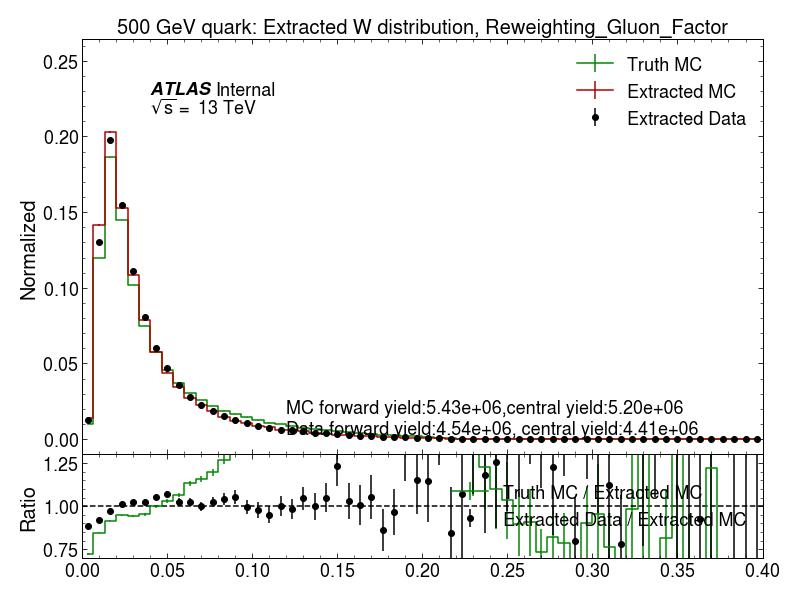 500 GeV quark: Extracted W distribution, Reweighting_Gluon_Factor
0.25
0.20
0.15
0.10
0.05
0.00
Normalized
ATLAS Internal
√s = 13 TeV
Truth MC
Extracted MC
Extracted Data
MC forward yield:5.43e+06,central yield:5.20e+06
Data forward yield:4.54e+06, central yield:4.41e+06
1.25
1.00
0.75
Ratio
Truth MC / Extracted MC
Extracted Data / Extracted MC
0.00 0.05 0.10 0.15 0.20 0.25 0.30 0.35 0.40